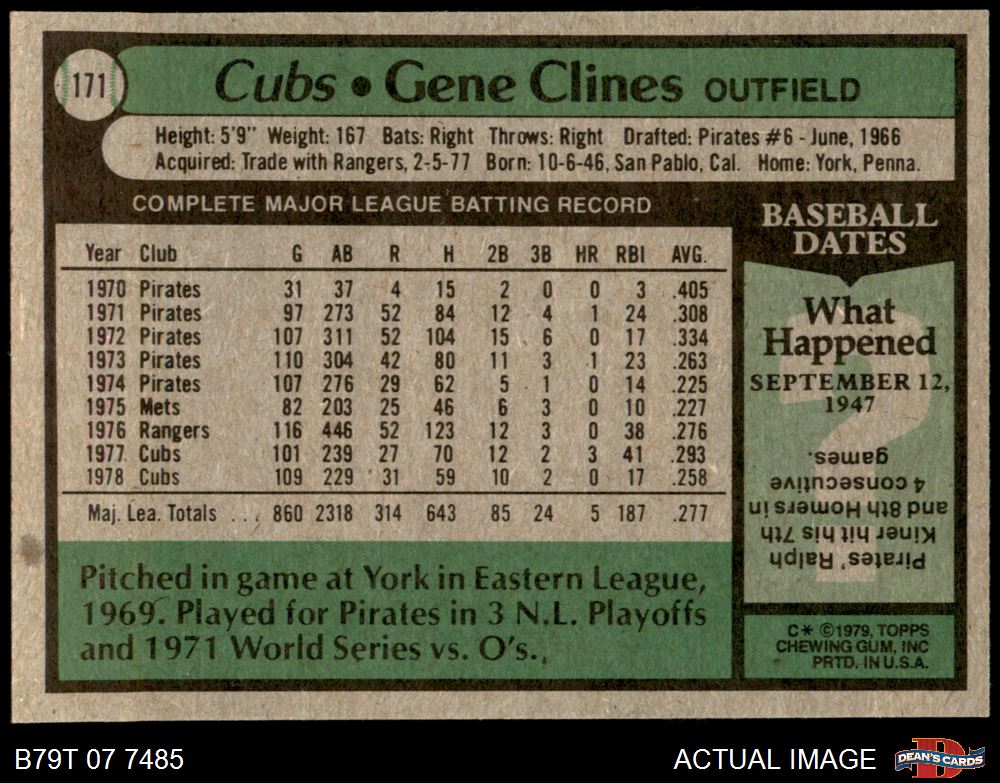 171
Cubs • Gene Clines OUTFIELD
Height: 5'9" Weight: 167 Bats: Right Throws: Right Drafted: Pirates #6 - June, 1966
Acquired: Trade with Rangers, 2-5-77 Born: 10-6-46, San Pablo, Cal. Home: York, Penna.
COMPLETE MAJOR LEAGUE BATTING RECORD
Year Club G AB R H 2B 3B HR RBI AVG.
1970 Pirates 31 37 4 15 2 0 0 3 .405
1971 Pirates 97 273 52 84 12 4 1 24 .308
1972 Pirates 107 311 52 104 15 6 0 17 .334
1973 Pirates 110 304 42 80 11 3 1 23 .263
1974 Pirates 107 276 29 62 5 1 0 14 .225
1975 Mets 82 203 25 46 6 3 0 10 .227
1976 Rangers 116 446 52 123 12 3 0 38 .276
1977 Cubs 101 239 27 70 12 2 3 41 .293
1978 Cubs 109 229 31 59 10 2 0 17 .258
Maj. Lea. Totals ... 860 2318 314 643 85 24 5 187 .277
Pitched in game at York in Eastern League,
1969. Played for Pirates in 3 N.L. Playoffs
and 1971 World Series vs. O's.
BASEBALL
DATES
What
Happened
SEPTEMBER 12,
1947
Pirates' Ralph
Kiner hit his 7th
and 8th Homers in
4 consecutive
games.
C* ©1979, TOPPS
CHEWING GUM, INC
PRTD. IN U.S.A.
B79T 07 7485
ACTUAL IMAGE
D
DEAN'S CARDS